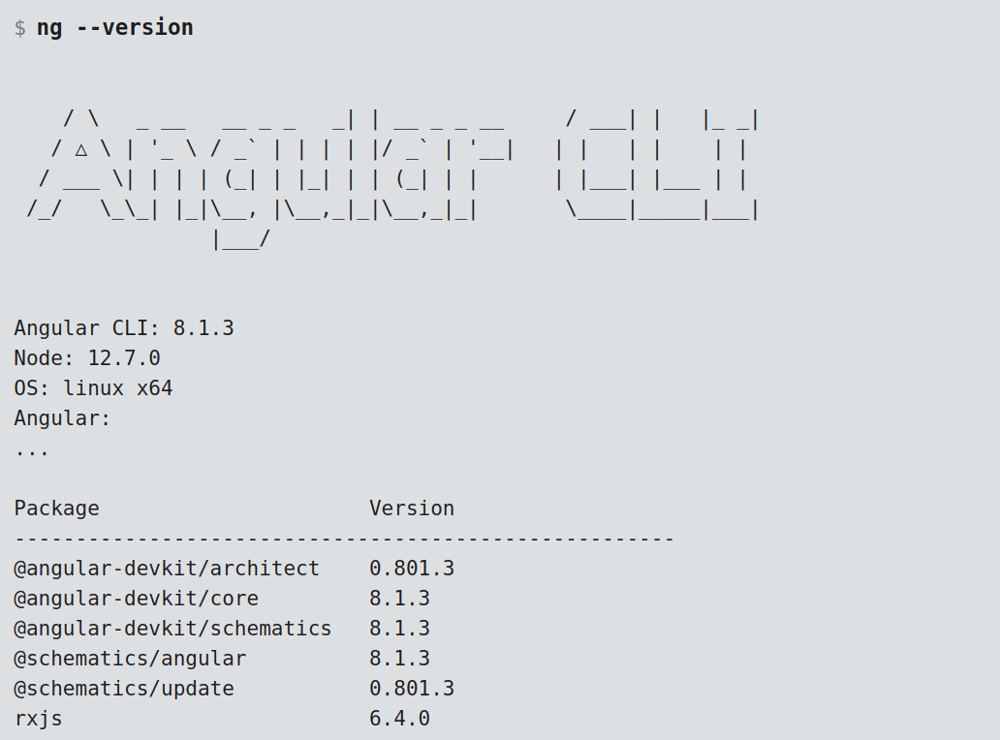 $ ng --version
    / \   _ __   __ _ _   _| | __ _ _ __     / ___| |   |_ _|
   / △ \ | '_ \ / _` | | | | |/ _` | '__|   | |   | |    | |
  / ___ \| | | | (_| | |_| | | (_| | |      | |___| |___ | |
 /_/   \_\_| |_|\__, |\__,_|_|\__,_|_|       \____|_____|___|
                |___/
Angular CLI: 8.1.3
Node: 12.7.0
OS: linux x64
Angular:
...
Package                      Version
------------------------------------------------------
@angular-devkit/architect    0.801.3
@angular-devkit/core         8.1.3
@angular-devkit/schematics   8.1.3
@schematics/angular          8.1.3
@schematics/update           0.801.3
rxjs                         6.4.0